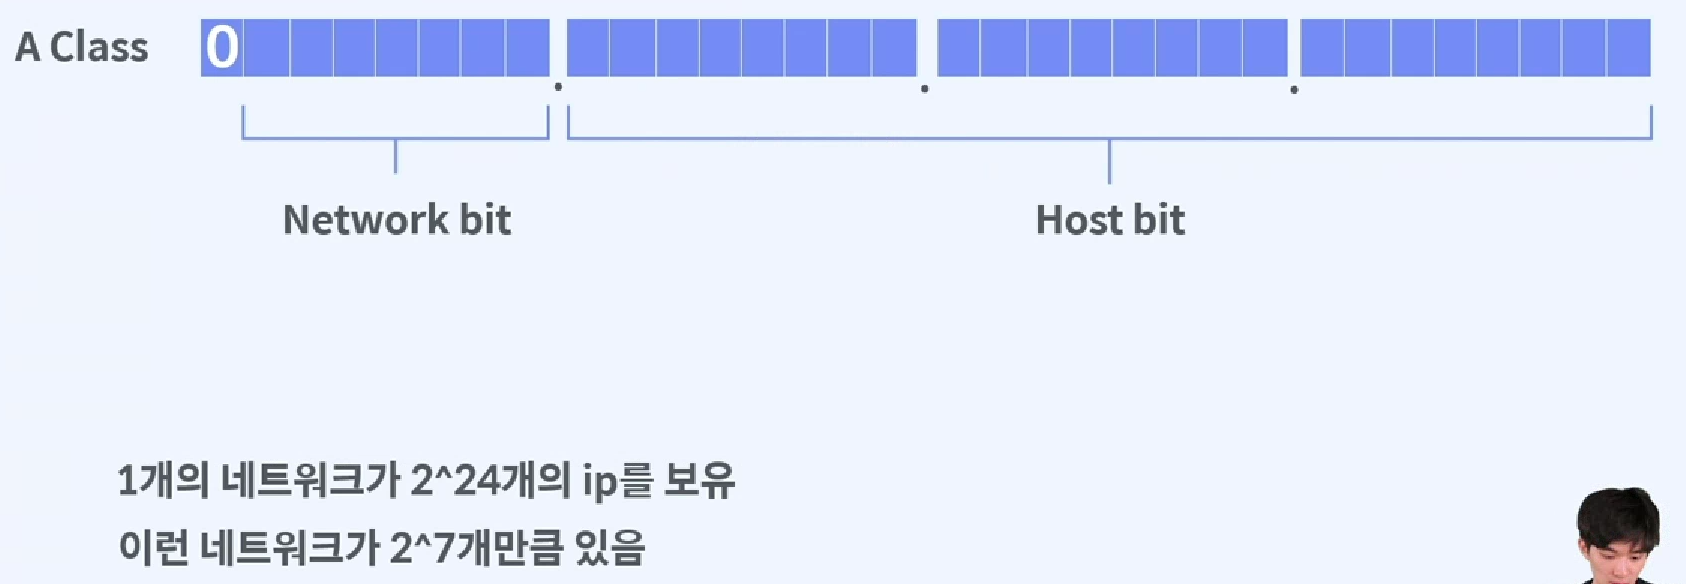 A Class 0
. . .
Network bit Host bit
1개의 네트워크가 2^24개의 ip를 보유
이런 네트워크가 2^7개만큼 있음